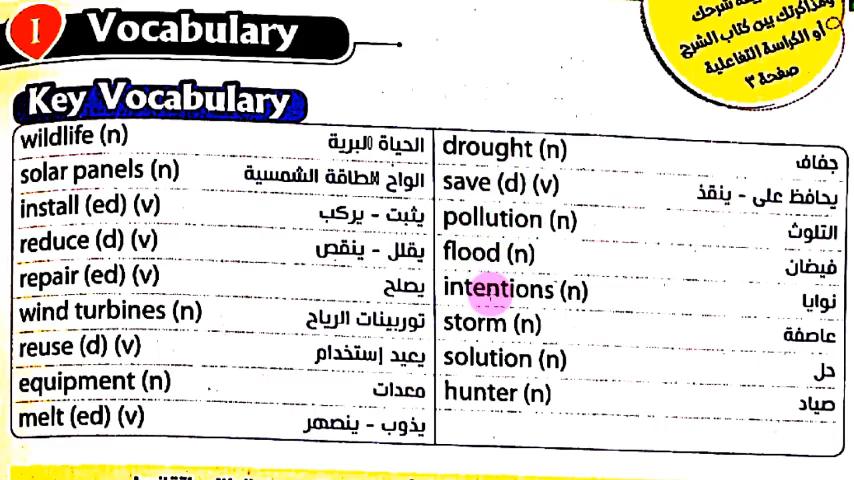 1 Vocabulary
شرحك
ومذاكرتك بين كتاب الشرح
أو الكراسة التفاعلية
صفحة ٣
Key Vocabulary
wildlife (n) الحياة البرية
solar panels (n) الواح الطاقة الشمسية
install (ed) (v) يثبت - يركب
reduce (d) (v) يقلل - ينقص
repair (ed) (v) يصلح
wind turbines (n) توربينات الرياح
reuse (d) (v) يعيد إستخدام
equipment (n) معدات
melt (ed) (v) يذوب - ينصهر
drought (n) جفاف
save (d) (v) يحافظ على - ينقذ
pollution (n) التلوث
flood (n) فيضان
intentions (n) نوايا
storm (n) عاصفة
solution (n) حل
hunter (n) صياد